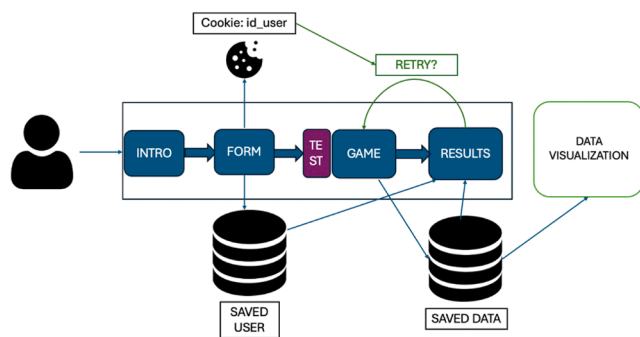 Cookie: id_user
RETRY?
INTRO
FORM
TE
ST
GAME
RESULTS
DATA
VISUALIZATION
SAVED
USER
SAVED DATA